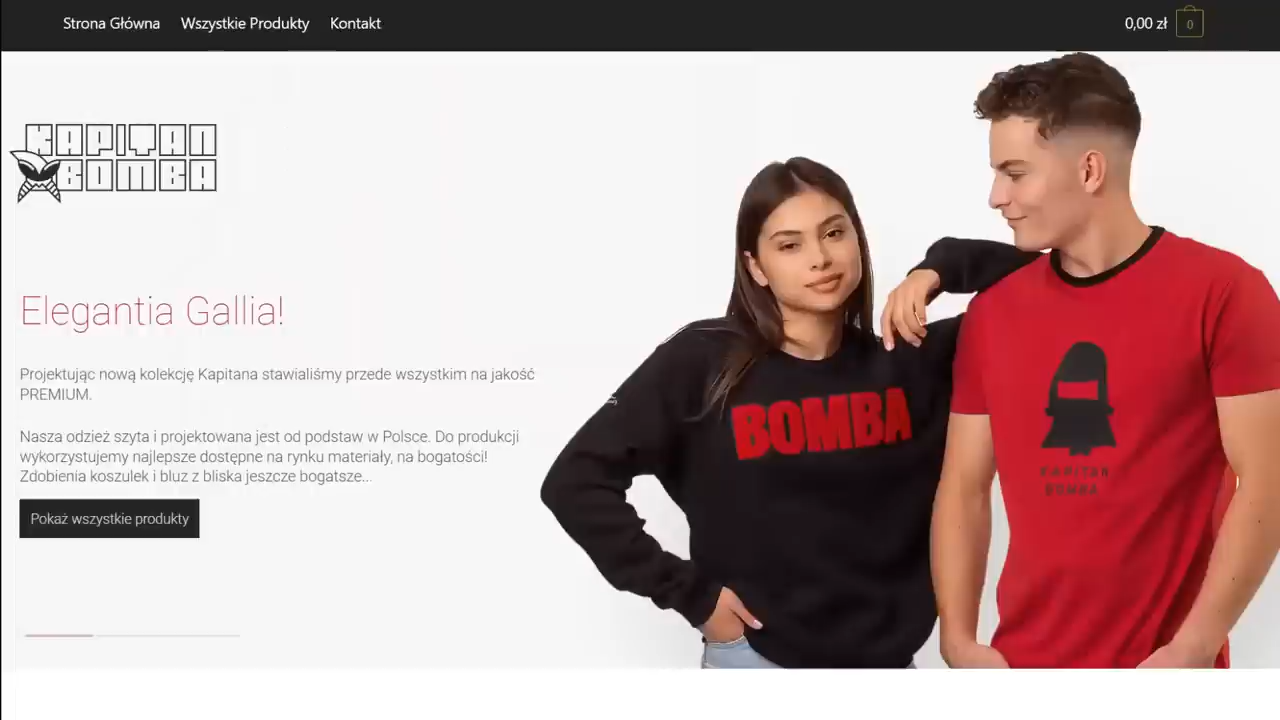 Strona Główna Wszystkie Produkty Kontakt 0,00 zł 0
KAPITAN
BOMBA
Elegantia Gallia!
Projektując nową kolekcję Kapitana stawialiśmy przede wszystkim na jakość
PREMIUM.
Nasza odzież szyta i projektowana jest od podstaw w Polsce. Do produkcji
wykorzystujemy najlepsze dostępne na rynku materiały, na bogatości!
Zdobienia koszulek i bluz z bliska jeszcze bogatsze...
Pokaż wszystkie produkty
BOMBA
KAPITAN
BOMBA